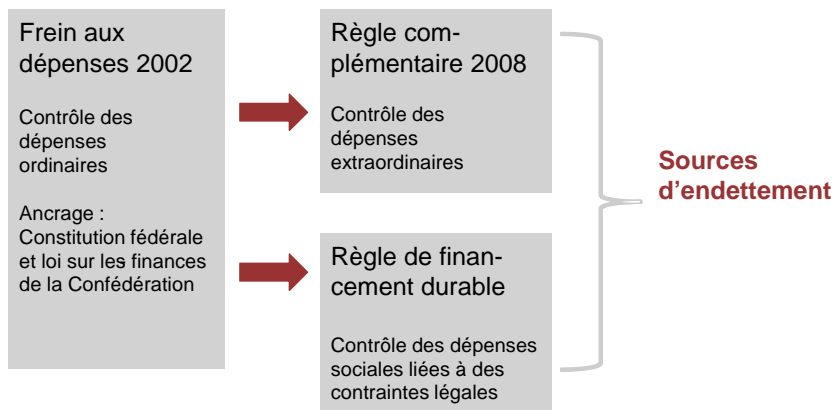 Frein aux
dépenses 2002
Contrôle des
dépenses
ordinaires
Ancrage :
Constitution fédérale
et loi sur les finances
de la Confédération
Règle com-
plémentaire 2008
Contrôle des
dépenses
extraordinaires
Règle de finan-
cement durable
Contrôle des dépenses
sociales liées à des
contraintes légales
Sources
d’endettement